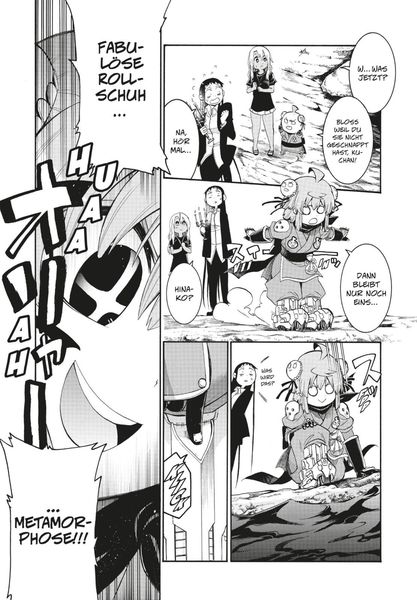 W... WAS
JETZT?
BLOSS WEIL DU
SIE NICHT
GESCHNAPPT
HAST, KU-
CHAN!
NA,
HÖR
MAL...
DANN
BLEIBT
NUR NOCH
EINS...
HINA-
KO?
WAS
WIRD
DAS?
FABU-
LÖSE
ROLL-
SCHUH
...
HUAA
AH
...
METAMOR-
PHOSE!!!